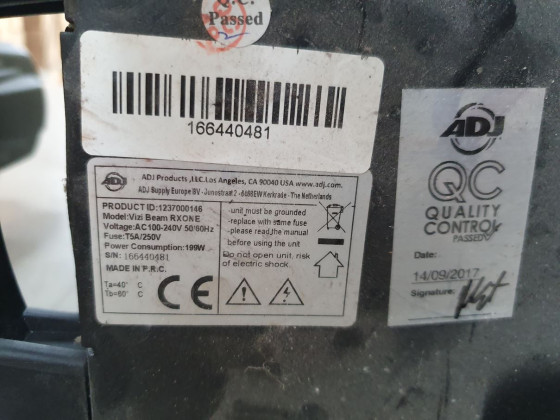 Q.C.
Passed
166440481
ADJ
ADJ Products ,LLC.Los Angeles, CA 90040 USA www.adj.com.
ADJ Supply Europe BV - Junostraat 2 - 6468EW Kerkrade - The Netherlands
PRODUCT ID:1237000146
Model:Vizi Beam RXONE
Voltage:AC100-240V 50/60Hz
Fuse:T5A/250V
Power Consumption:199W
S/N: 166440481
MADE IN P.R.C.
Ta=40° C
Tb=80° C
CE
-unit must be grounded
-replace with same fuse
-please read the manual
before using the unit
Do not open unit, risk
of electric shock.
ADJ
QC
QUALITY
CONTROL
PASSED
Date:
14/09/2017
Signature: